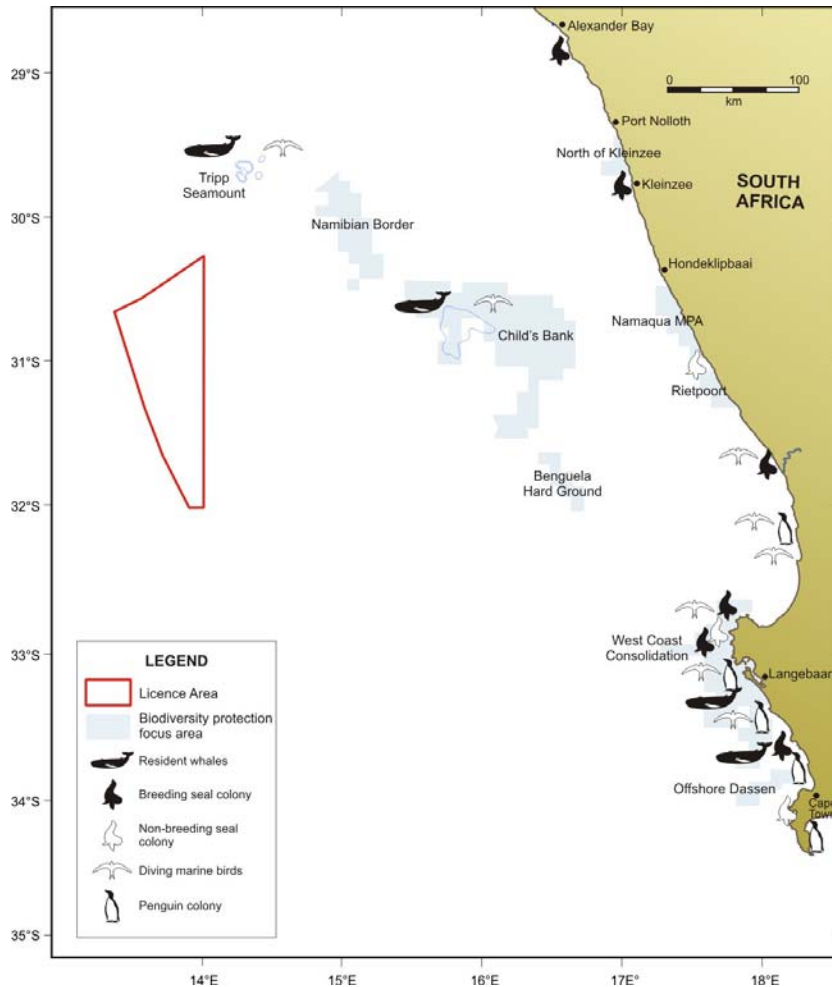 Alexander Bay
29°S
0 100
km
Port Nolloth
North of Kleinzee
Kleinzee
Tripp
Seamount
SOUTH
AFRICA
30°S
Namibian Border
Hondeklipbaai
Namaqua MPA
Child's Bank
31°S
Rietpoort
Benguela
Hard Ground
32°S
West Coast
Consolidation
33°S
Langebaan
LEGEND
Licence Area
Biodiversity protection
focus area
Resident whales
Breeding seal colony
Non-breeding seal
colony
Diving marine birds
Penguin colony
Offshore Dassen
34°S
Cape
Town
35°S
14°E 15°E 16°E 17°E 18°E